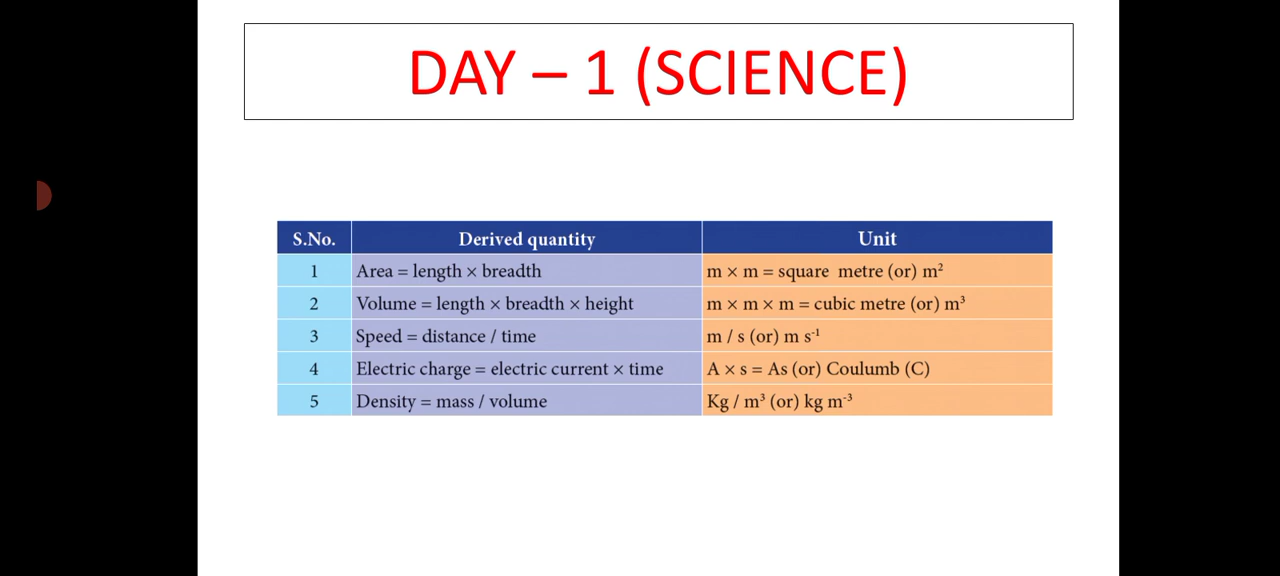 DAY – 1 (SCIENCE)
S.No. Derived quantity Unit
1 Area = length × breadth m × m = square metre (or) m²
2 Volume = length × breadth × height m × m × m = cubic metre (or) m³
3 Speed = distance / time m / s (or) m s⁻¹
4 Electric charge = electric current × time A × s = As (or) Coulumb (C)
5 Density = mass / volume Kg / m³ (or) kg m⁻³